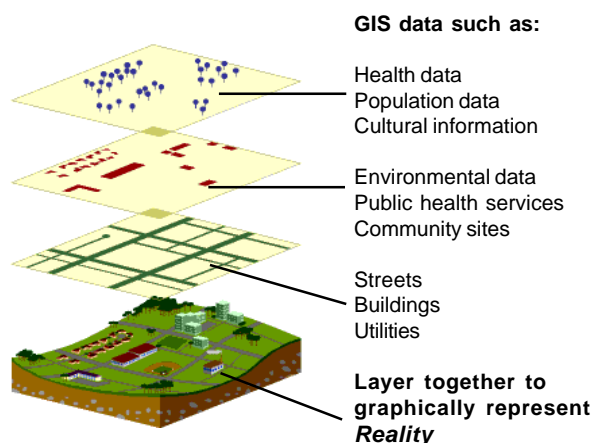 GIS data such as:
Health data
Population data
Cultural information
Environmental data
Public health services
Community sites
Streets
Buildings
Utilities
Layer together to
graphically represent
Reality